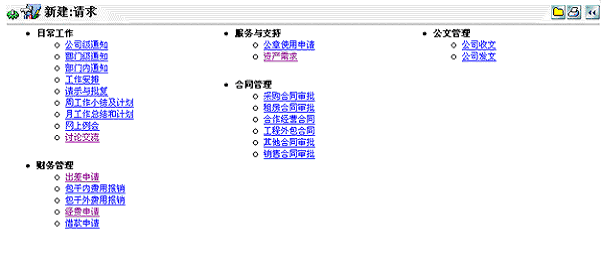 新建:请求
日常工作
公司级通知
部门级通知
部门内通知
工作安排
请示与批复
周工作小结及计划
月工作总结和计划
网上例会
讨论交流
财务管理
出差申请
包干内费用报销
包干外费用报销
经费申请
借款申请
服务与支持
公章使用申请
资产需求
合同管理
采购合同审批
租房合同审批
合作经营合同
工程外包合同
其他合同审批
销售合同审批
公文管理
公司收文
公司发文